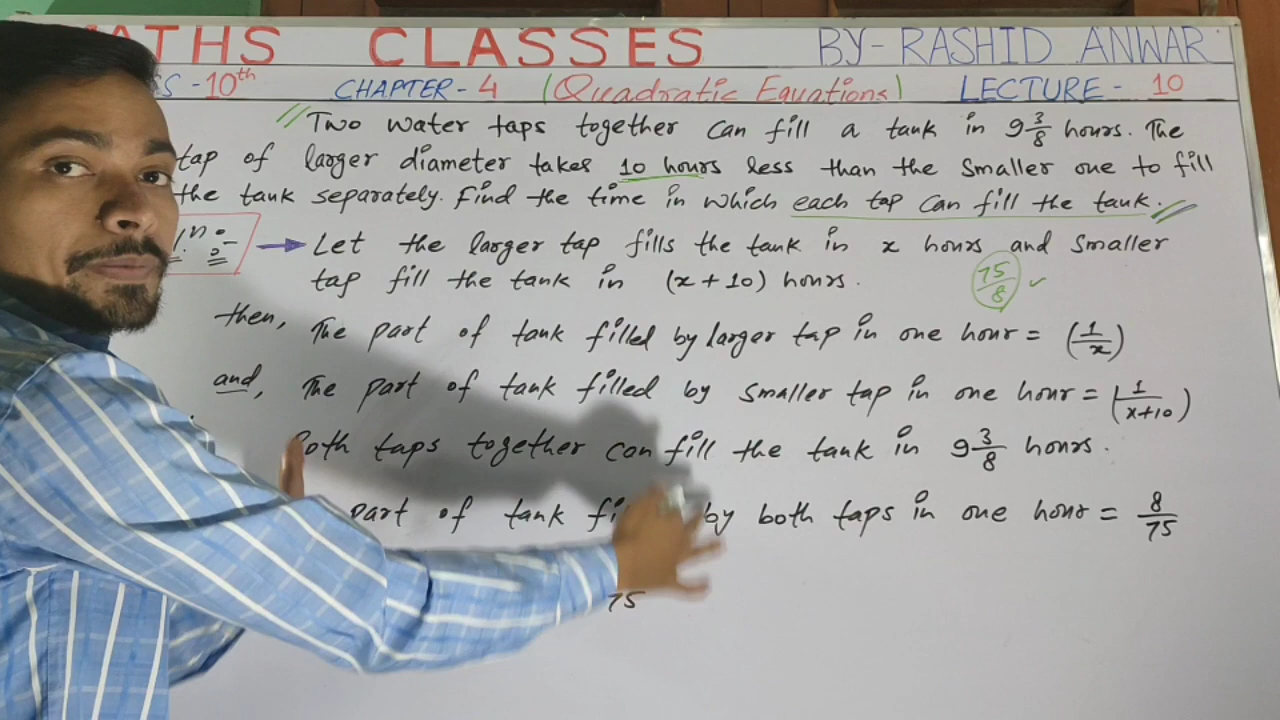 MATHS CLASSES BY- RASHID ANWAR
SS - 10th CHAPTER - 4 (Quadratic Equations) LECTURE - 10
Two water taps together can fill a tank in 9 3/8 hours. The
tap of larger diameter takes 10 hours less than the smaller one to fill
the tank separately. Find the time in which each tap can fill the tank.
Let the larger tap fills the tank in x hours and smaller
tap fill the tank in (x + 10) hours.
75/8 ✓
then, The part of tank filled by larger tap in one hour = (1/x)
and, The part of tank filled by smaller tap in one hour = (1/x+10)
Both taps together can fill the tank in 9 3/8 hours.
part of tank by both taps in one hour = 8/75
75